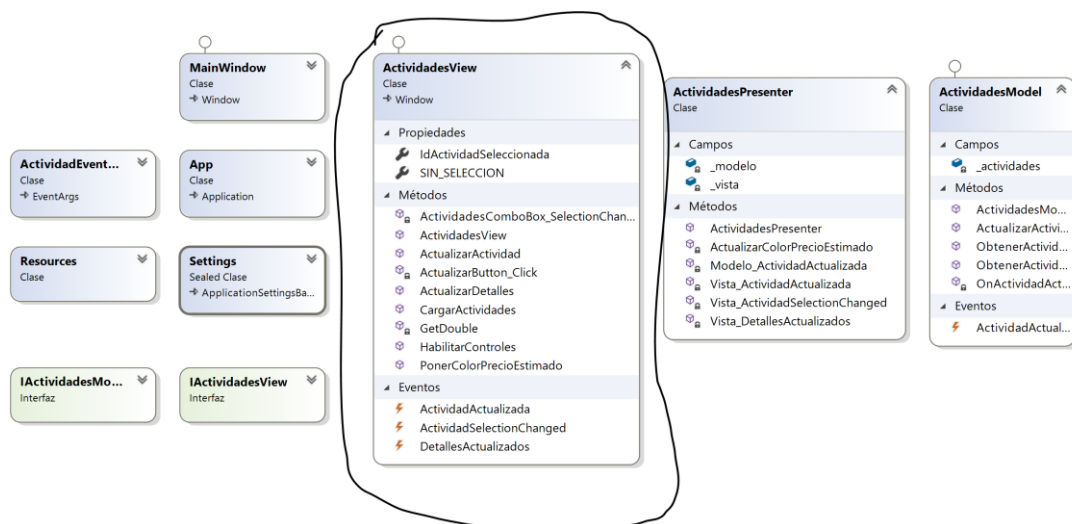 MainWindow
Clase
Window
ActividadEvent...
Clase
EventArgs
App
Clase
Application
Resources
Clase
Settings
Sealed Clase
ApplicationSettingsBa...
IActividadesMo...
Interfaz
IActividadesView
Interfaz
ActividadesView
Clase
Window
Propiedades
IdActividadSeleccionada
SIN_SELECCION
Métodos
ActividadesComboBox_SelectionChan...
ActividadesView
ActualizarActividad
ActualizarButton_Click
ActualizarDetalles
CargarActividades
GetDouble
HabilitarControles
PonerColorPrecioEstimado
Eventos
ActividadActualizada
ActividadSelectionChanged
DetallesActualizados
ActividadesPresenter
Clase
Campos
_modelo
_vista
Métodos
ActividadesPresenter
ActualizarColorPrecioEstimado
Modelo_ActividadActualizada
Vista_ActividadActualizada
Vista_ActividadSelectionChanged
Vista_DetallesActualizados
ActividadesModel
Clase
Campos
_actividades
Métodos
ActividadesMo...
ActualizarActivi...
ObtenerActivid...
ObtenerActivid...
OnActividadAct...
Eventos
ActividadActual...